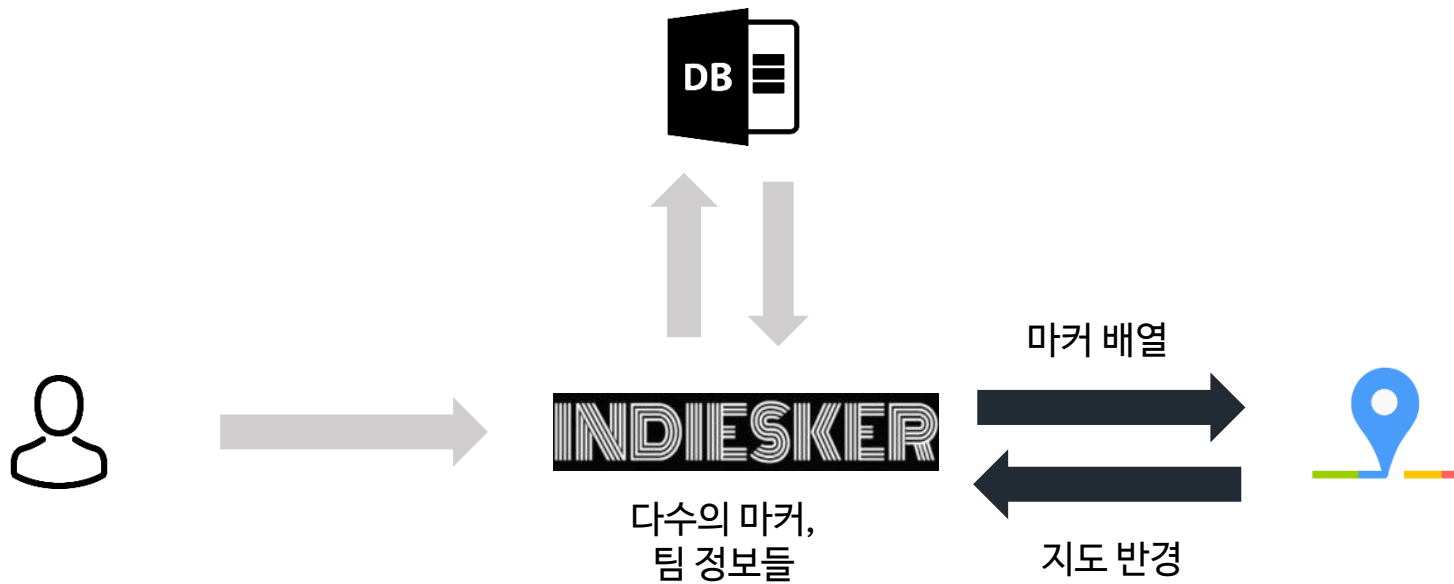 DB
마커 배열
INDIESKER
다수의 마커,
팀 정보들
지도 반경